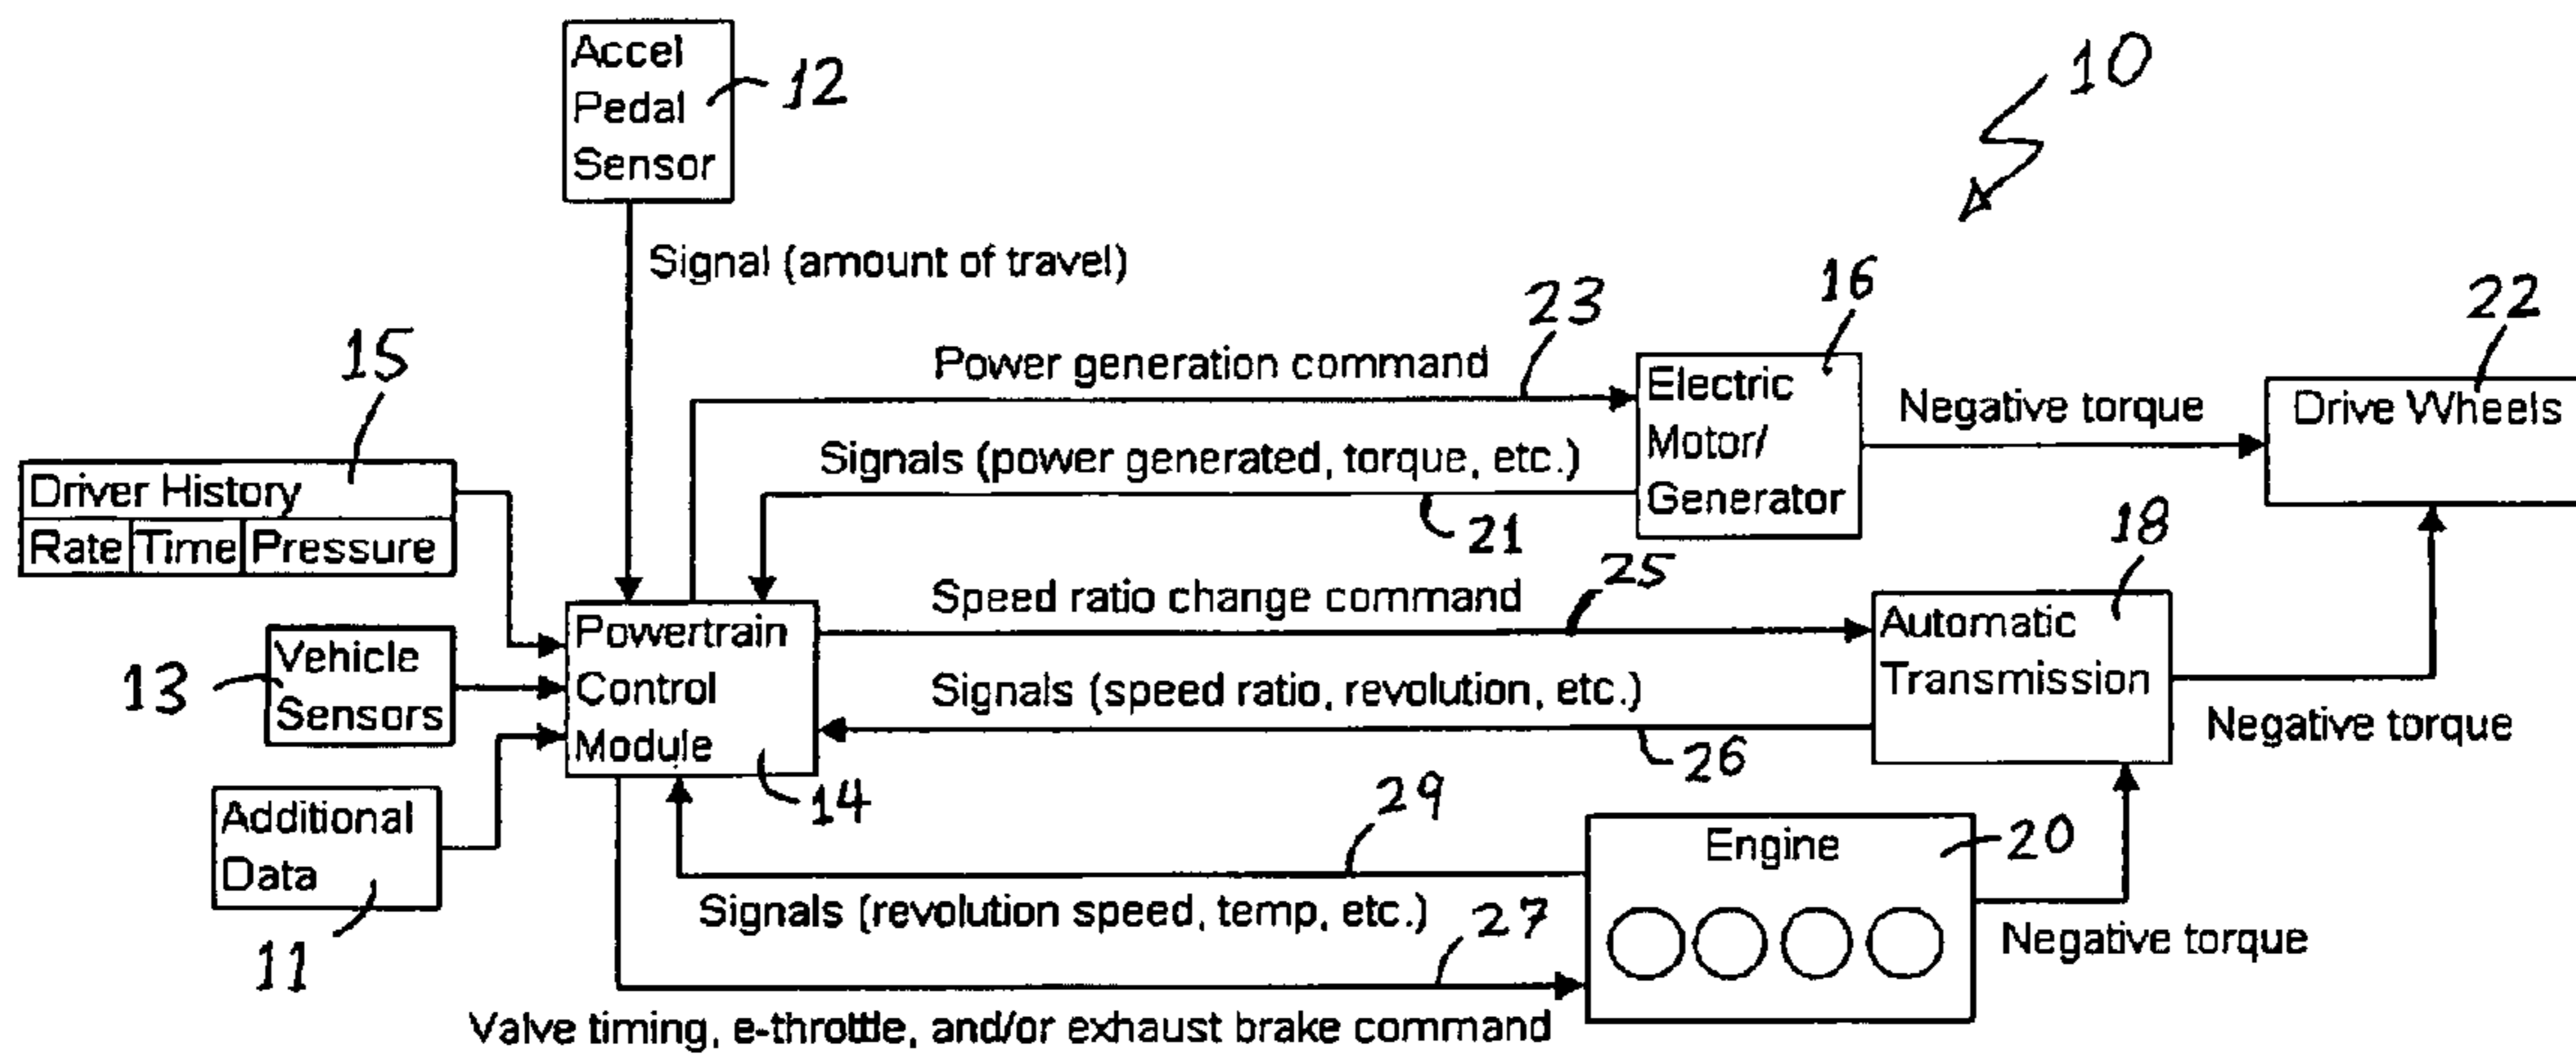 Accel
Pedal
Sensor
12
10
Signal (amount of travel)
15
Driver History
Rate Time Pressure
Power generation command
23
16
Electric
Motor/
Generator
Negative torque
22
Drive Wheels
Signals (power generated, torque, etc.)
21
13
Vehicle
Sensors
Powertrain
Control
Module
14
Speed ratio change command
25
18
Automatic
Transmission
Signals (speed ratio, revolution, etc.)
26
Negative torque
Additional
Data
11
29
Engine
20
Signals (revolution speed, temp, etc.)
27
Negative torque
Valve timing, e-throttle, and/or exhaust brake command